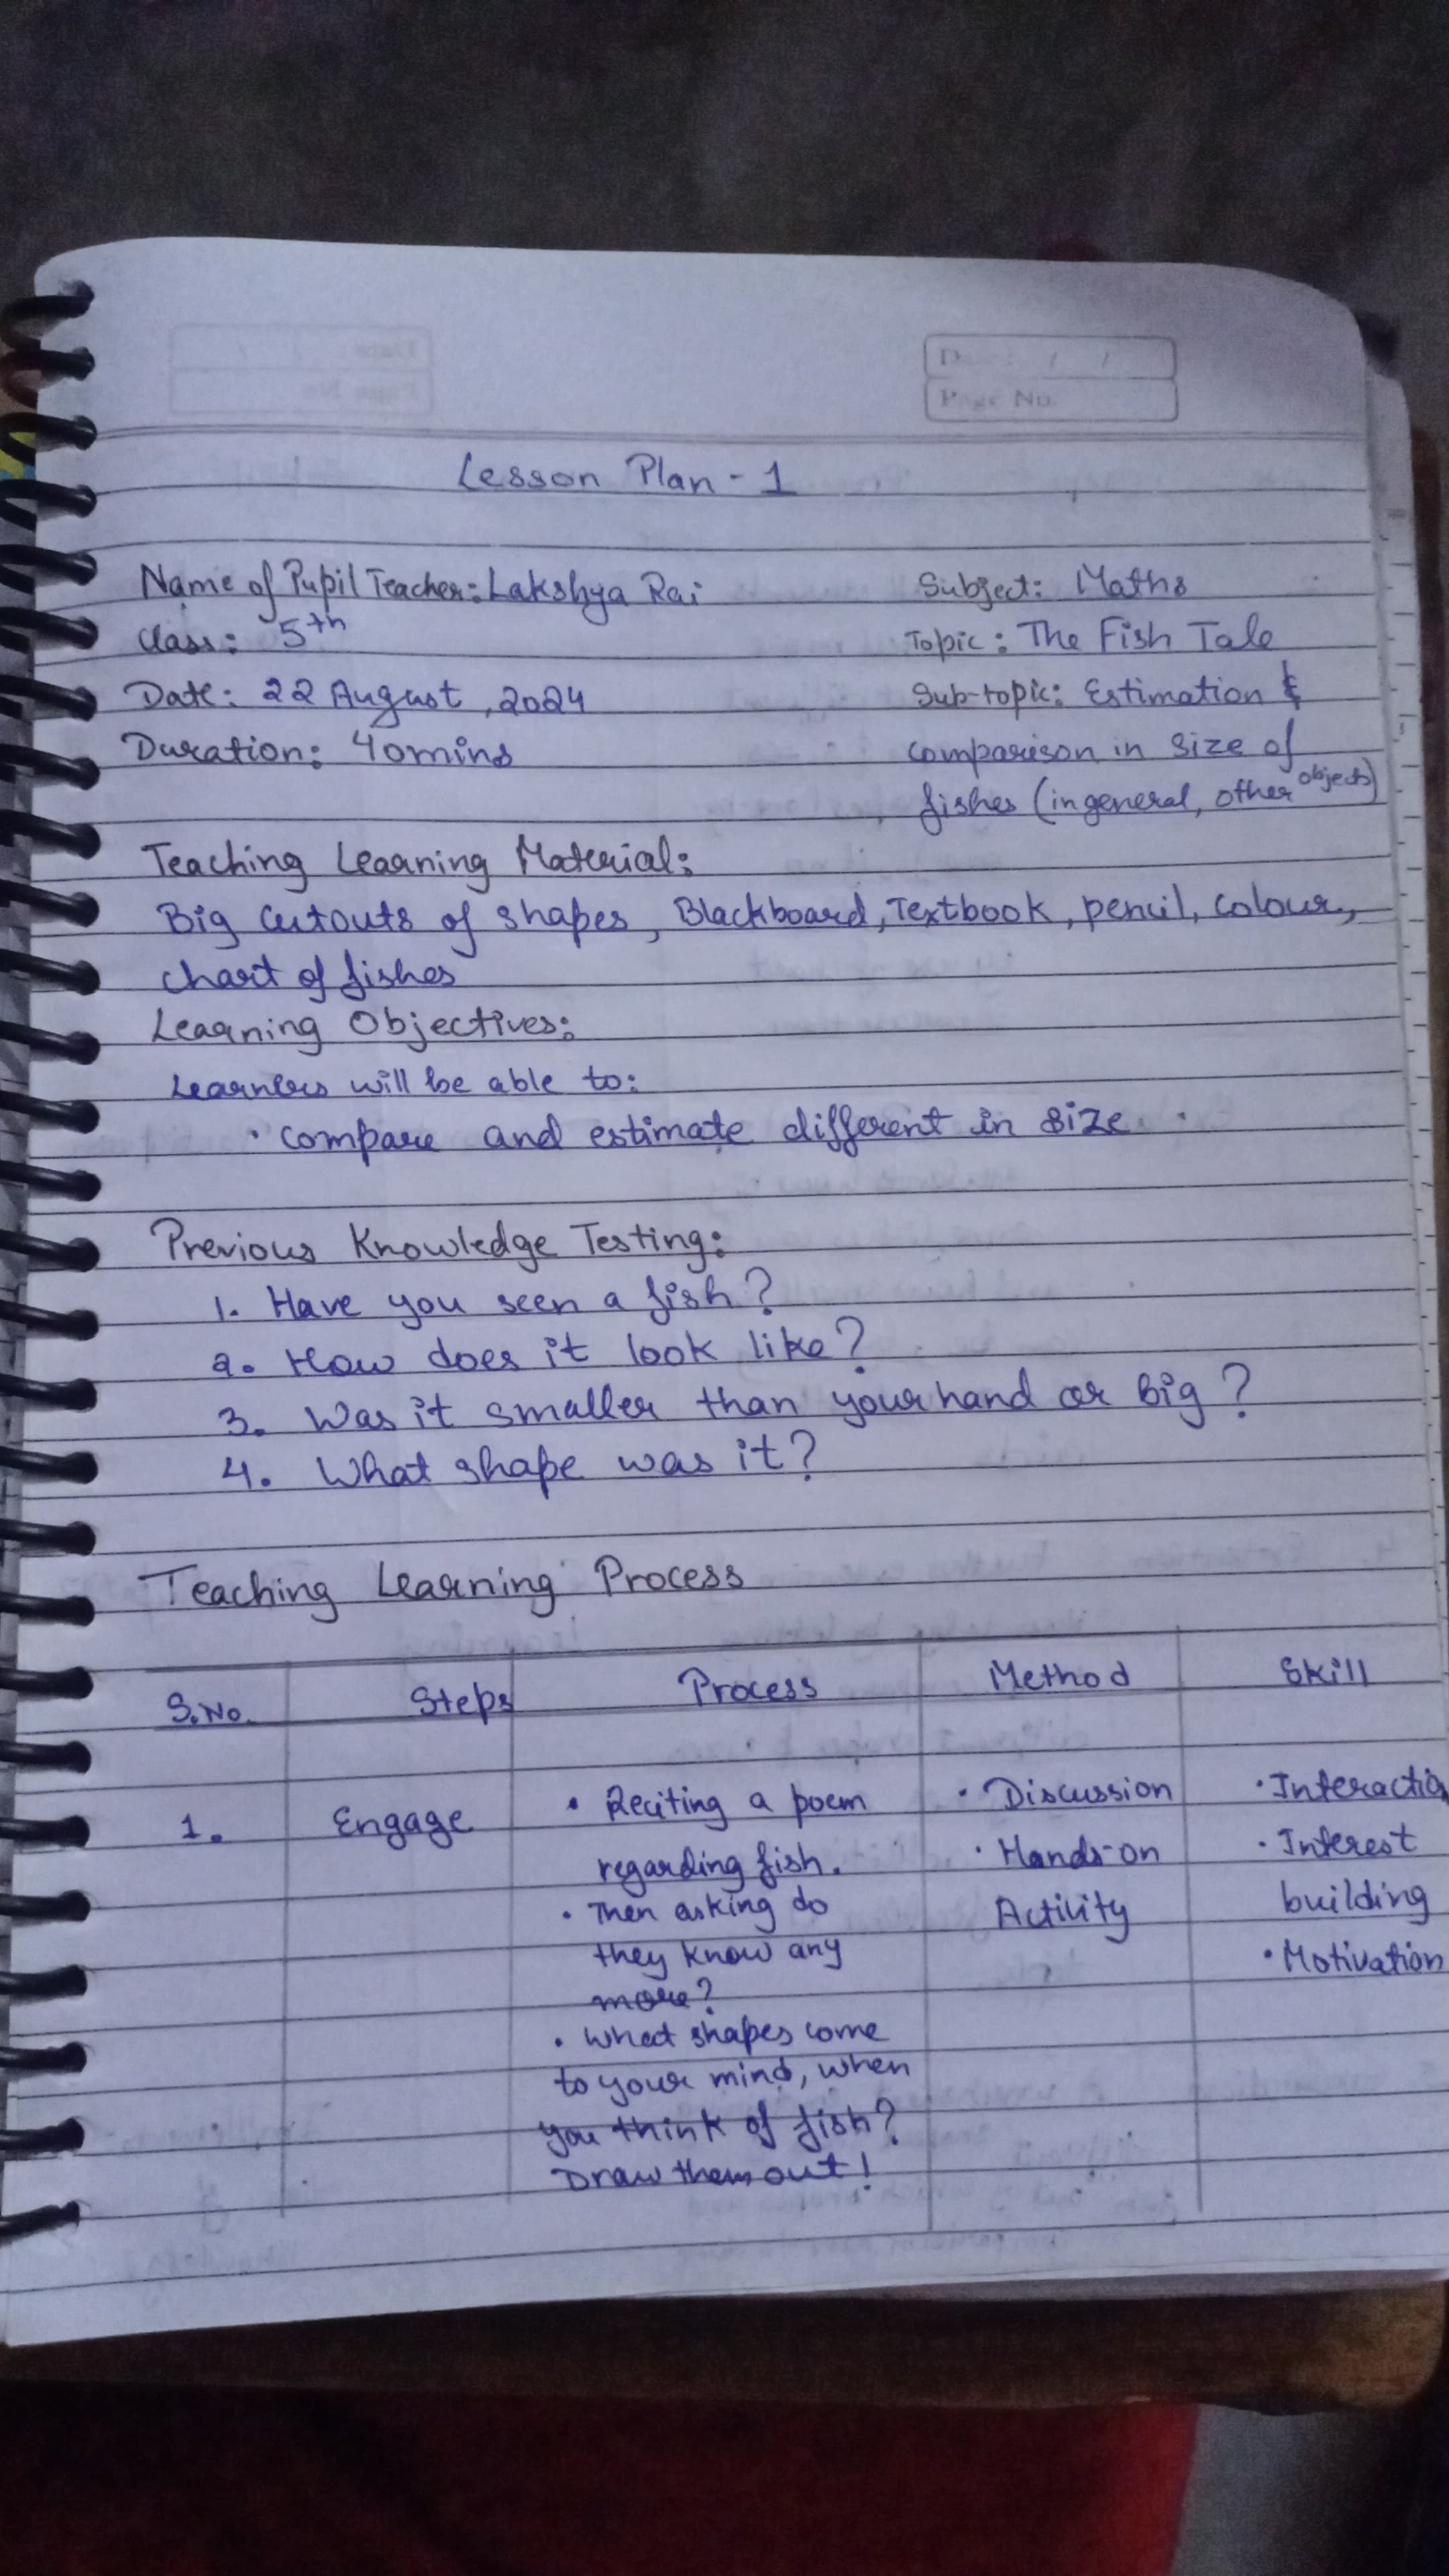 Page No.
Lesson Plan - 1
Name of Pupil Teacher: Lakshya Rai
Subject: Maths
Class: 5th
Topic: The Fish Tale
Date: 22 August, 2024
Sub-topic: Estimation &
Duration: 40mins
comparison in size of
fishes (in general, other objects)
Teaching Learning Material:
Big cutouts of shapes, Blackboard, Textbook, pencil, colour,
chart of fishes
Learning Objectives:
Learners will be able to:
• compare and estimate different in size
Previous Knowledge Testing:
1. Have you seen a fish?
2. How does it look like?
3. Was it smaller than your hand or big?
4. What shape was it?
Teaching Learning Process
S.No. Steps Process Method Skill
1. Engage
• Reciting a poem
regarding fish.
• Then asking do
they know any
more?
• What shapes come
to your mind, when
you think of fish?
Draw them out!
• Discussion
• Hands-on
Activity
• Interactio
• Interest
building
• Motivation